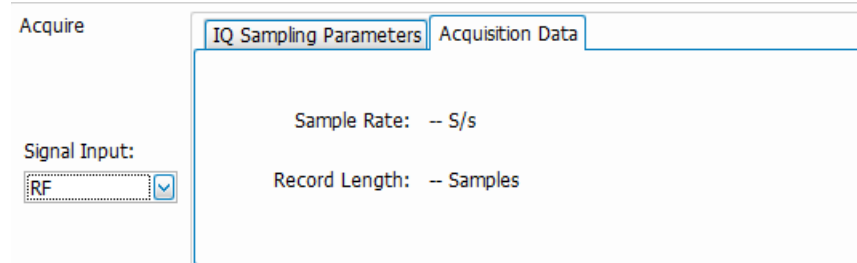 Acquire
IQ Sampling Parameters Acquisition Data
Sample Rate: -- S/s
Signal Input:
RF
Record Length: -- Samples